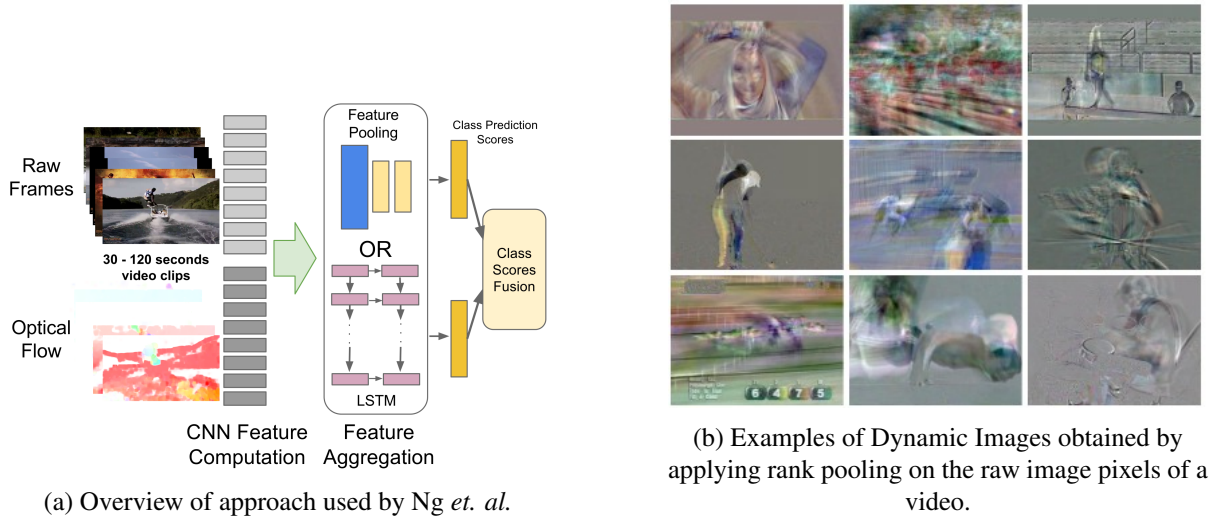 Raw
Frames
30 - 120 seconds
video clips
Optical
Flow
CNN Feature
Computation
Feature
Pooling
OR
LSTM
Feature
Aggregation
Class Prediction
Scores
Class
Scores
Fusion
(a) Overview of approach used by Ng et. al.
6 4 7 5
(b) Examples of Dynamic Images obtained by
applying rank pooling on the raw image pixels of a
video.